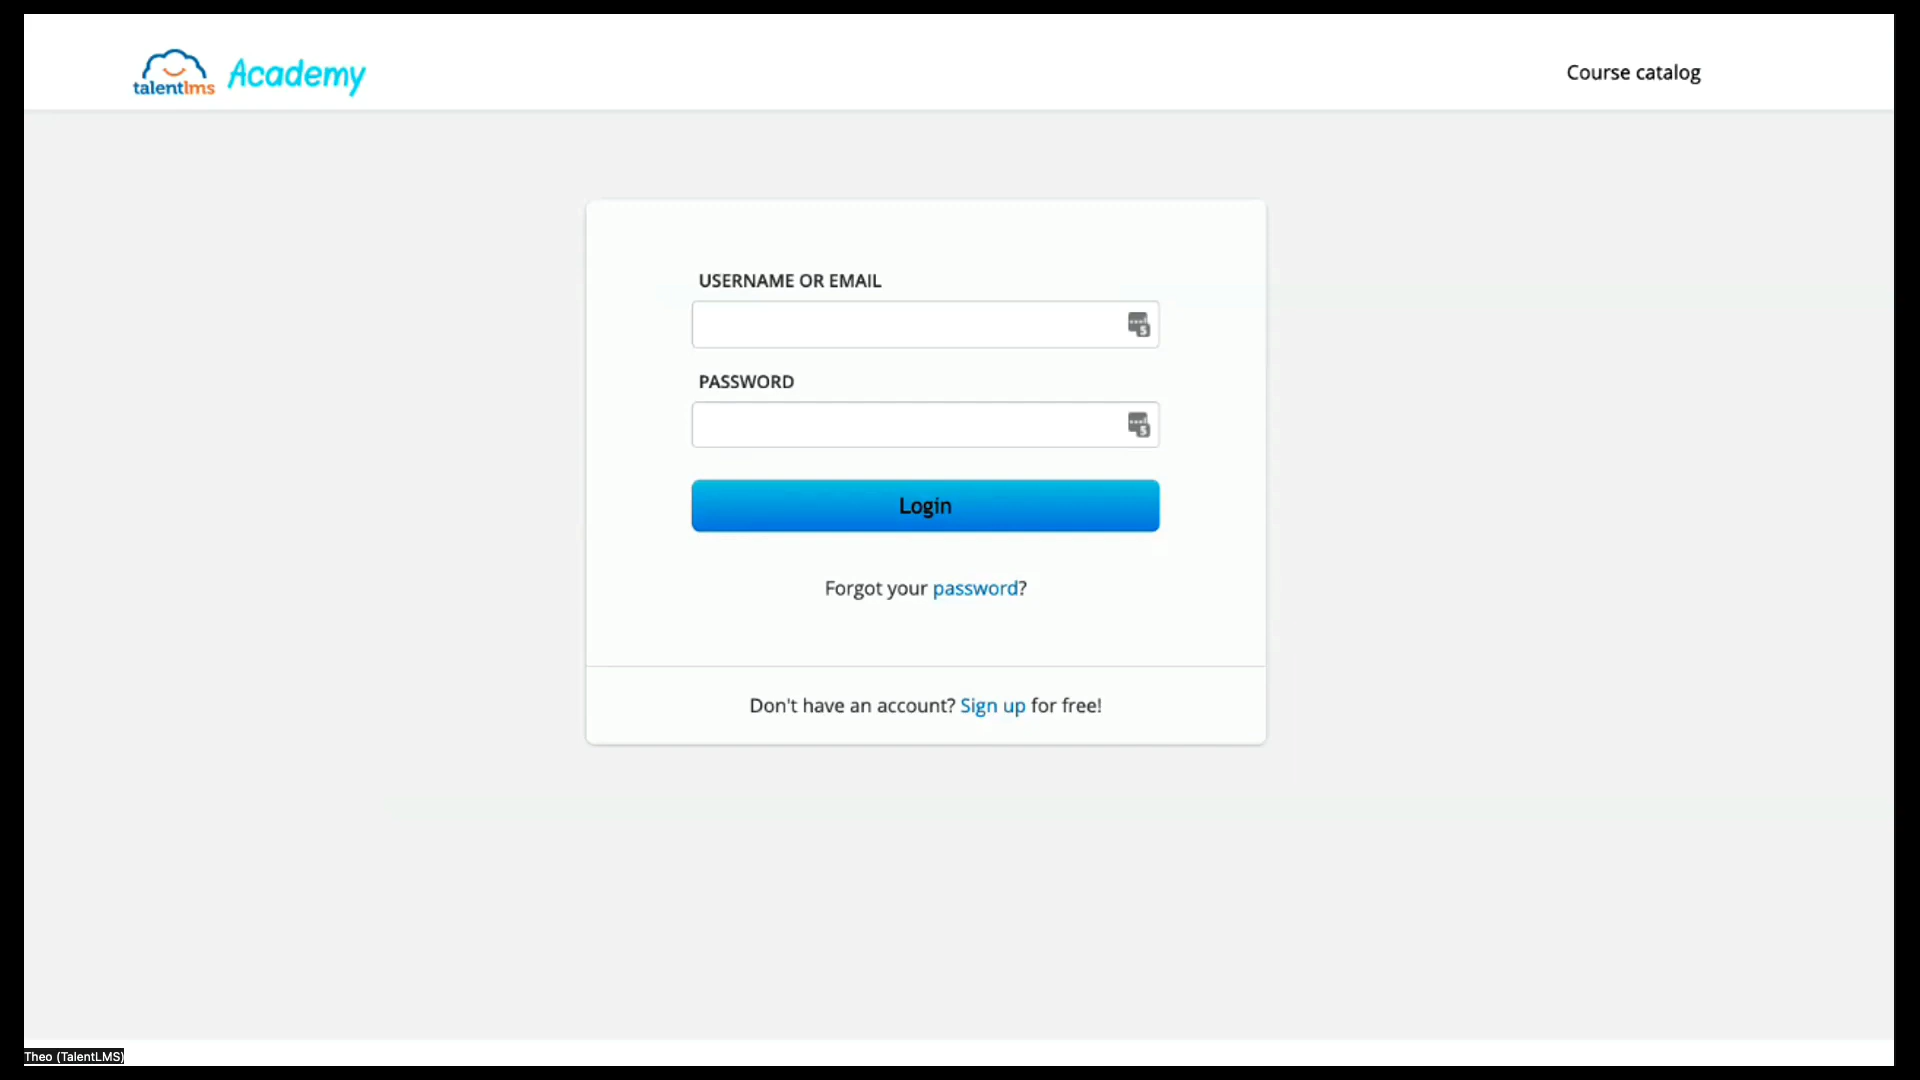 talentlms Academy
Course catalog
USERNAME OR EMAIL
PASSWORD
Login
Forgot your password?
Don't have an account? Sign up for free!
Theo (TalentLMS)